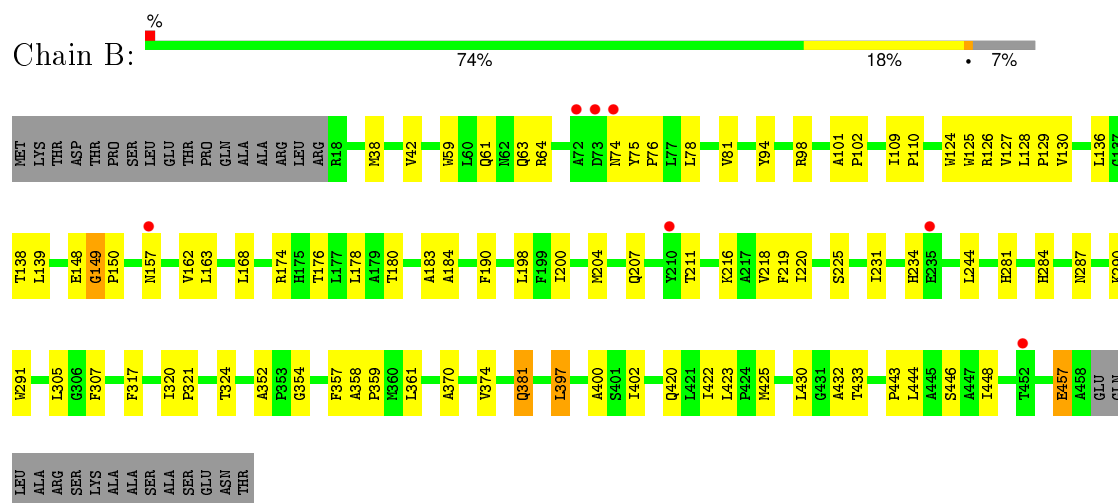 %
Chain B:
74% 18% • 7%
MET LYS THR ASP THR PRO SER LEU GLU THR PRO GLN ALA ALA ARG LEU ARG R18 M38 V42 W59 L60 Q61 N62 Q63 R64 A72 D73 N74 Y75 P76 L77 L78 V81 Y94 R98 A101 P102 I109 P110 W124 W125 R126 V127 L128 P129 V130 L136 G137
T138 L139 E148 G149 P150 N157 V162 L163 L168 R174 H175 T176 L177 L178 A179 T180 A183 A184 F190 L198 F199 I200 M204 Q207 Y210 T211 K216 A217 V218 F219 I220 S225 I231 H234 E235 L244 H281 H284 N287 K290
W291 L305 G306 F307 F317 I320 P321 T324 A352 P353 G354 F357 A358 P359 M360 L361 A370 V374 Q381 L397 A400 S401 I402 Q420 L421 I422 L423 P424 M425 L430 G431 A432 T433 P443 L444 A445 S446 A447 I448 T452 E457 A458 GLU GLN
LEU ALA ARG SER LYS ALA ALA SER ALA SER GLU ASN THR